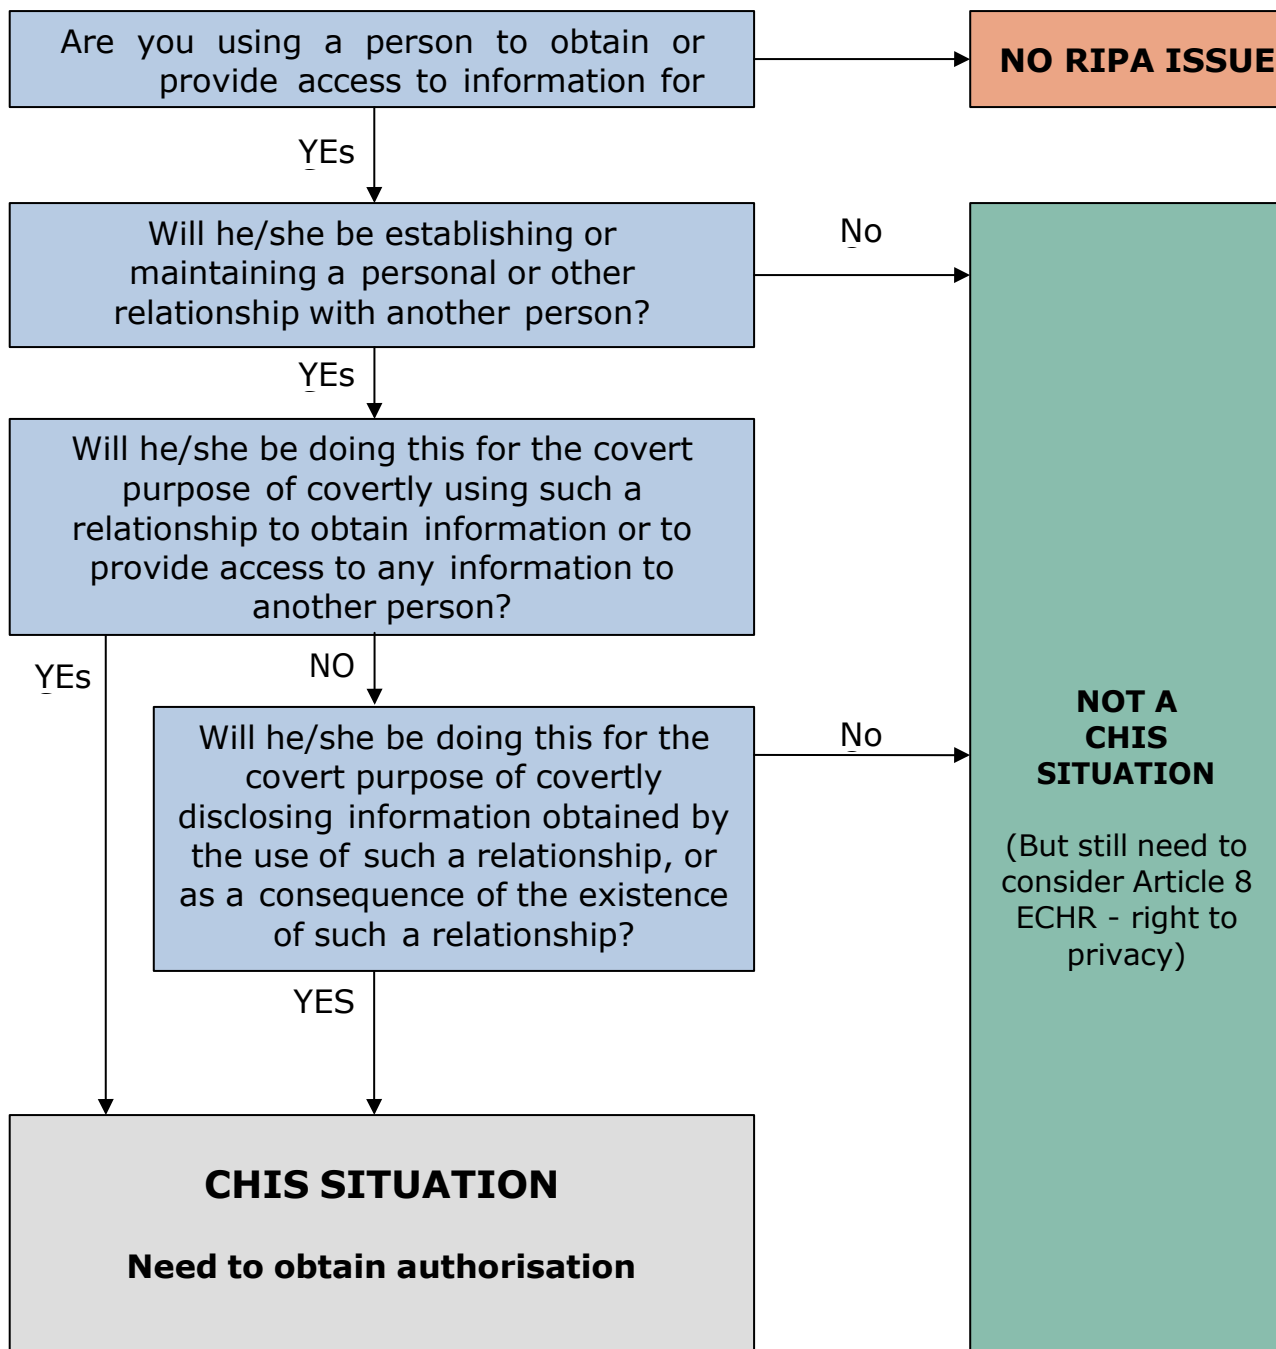 Are you using a person to obtain or
provide access to information for
NO RIPA ISSUE
YEs
Will he/she be establishing or
maintaining a personal or other
relationship with another person?
No
YEs
Will he/she be doing this for the covert
purpose of covertly using such a
relationship to obtain information or to
provide access to any information to
another person?
YEs
NO
Will he/she be doing this for the
covert purpose of covertly
disclosing information obtained by
the use of such a relationship, or
as a consequence of the existence
of such a relationship?
No
NOT A
CHIS
SITUATION
(But still need to
consider Article 8
ECHR - right to
privacy)
YES
CHIS SITUATION
Need to obtain authorisation